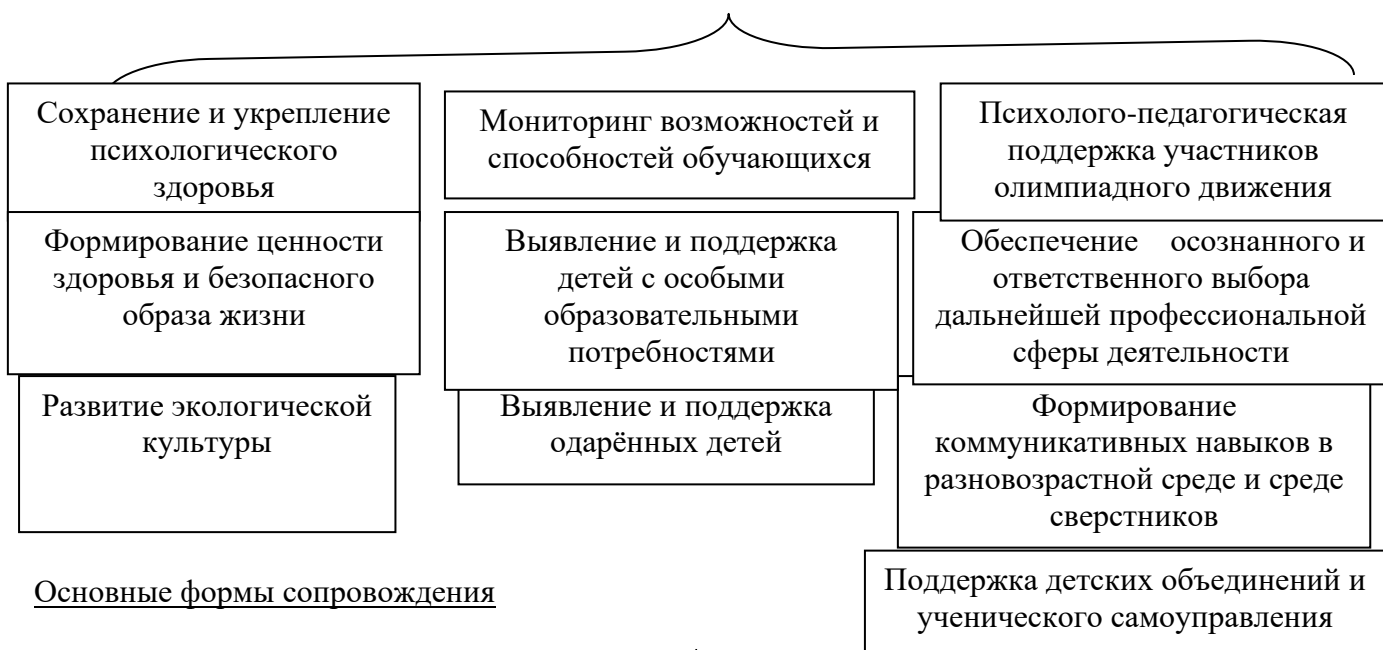 Сохранение и укрепление
психологического
здоровья
Мониторинг возможностей и
способностей обучающихся
Психолого-педагогическая
поддержка участников
олимпиадного движения
Формирование ценности
здоровья и безопасного
образа жизни
Выявление и поддержка
детей с особыми
образовательными
потребностями
Обеспечение осознанного и
ответственного выбора
дальнейшей профессиональной
сферы деятельности
Развитие экологической
культуры
Выявление и поддержка
одарённых детей
Формирование
коммуникативных навыков в
разновозрастной среде и среде
сверстников
Основные формы сопровождения
Поддержка детских объединений и
ученического самоуправления